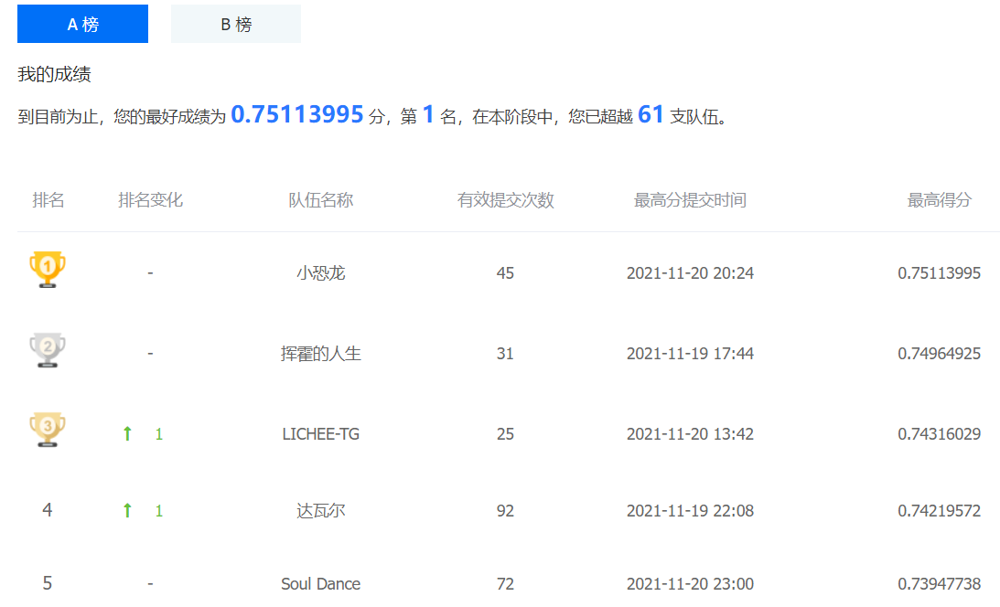 A 榜 B 榜
我的成绩
到目前为止，您的最好成绩为 0.75113995 分，第 1 名，在本阶段中，您已超越 61 支队伍。
排名 排名变化 队伍名称 有效提交次数 最高分提交时间 最高得分
1 - 小恐龙 45 2021-11-20 20:24 0.75113995
2 - 挥霍的人生 31 2021-11-19 17:44 0.74964925
3 ↑ 1 LICHEE-TG 25 2021-11-20 13:42 0.74316029
4 ↑ 1 达瓦尔 92 2021-11-19 22:08 0.74219572
5 - Soul Dance 72 2021-11-20 23:00 0.73947738